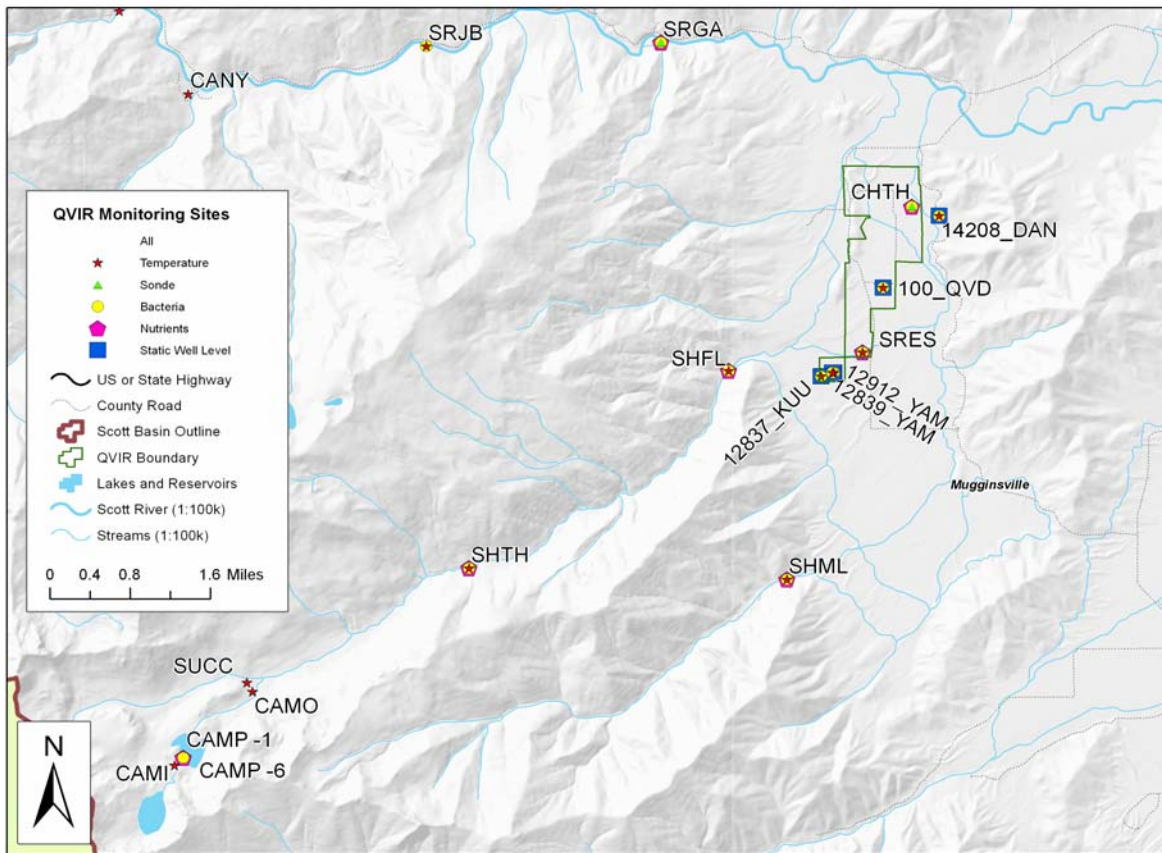 SRJB
SRGA
CANY
CHTH
14208_DAN
100_QVD
SRES
SHFL
12912_YAM
12839_YAM
12837_KUU
Mugginsville
SHTH
SHML
SUCC
CAMO
CAMP -1
CAMI
CAMP -6
QVIR Monitoring Sites
All
Temperature
Sonde
Bacteria
Nutrients
Static Well Level
US or State Highway
County Road
Scott Basin Outline
QVIR Boundary
Lakes and Reservoirs
Scott River (1:100k)
Streams (1:100k)
0 0.4 0.8 1.6 Miles
N